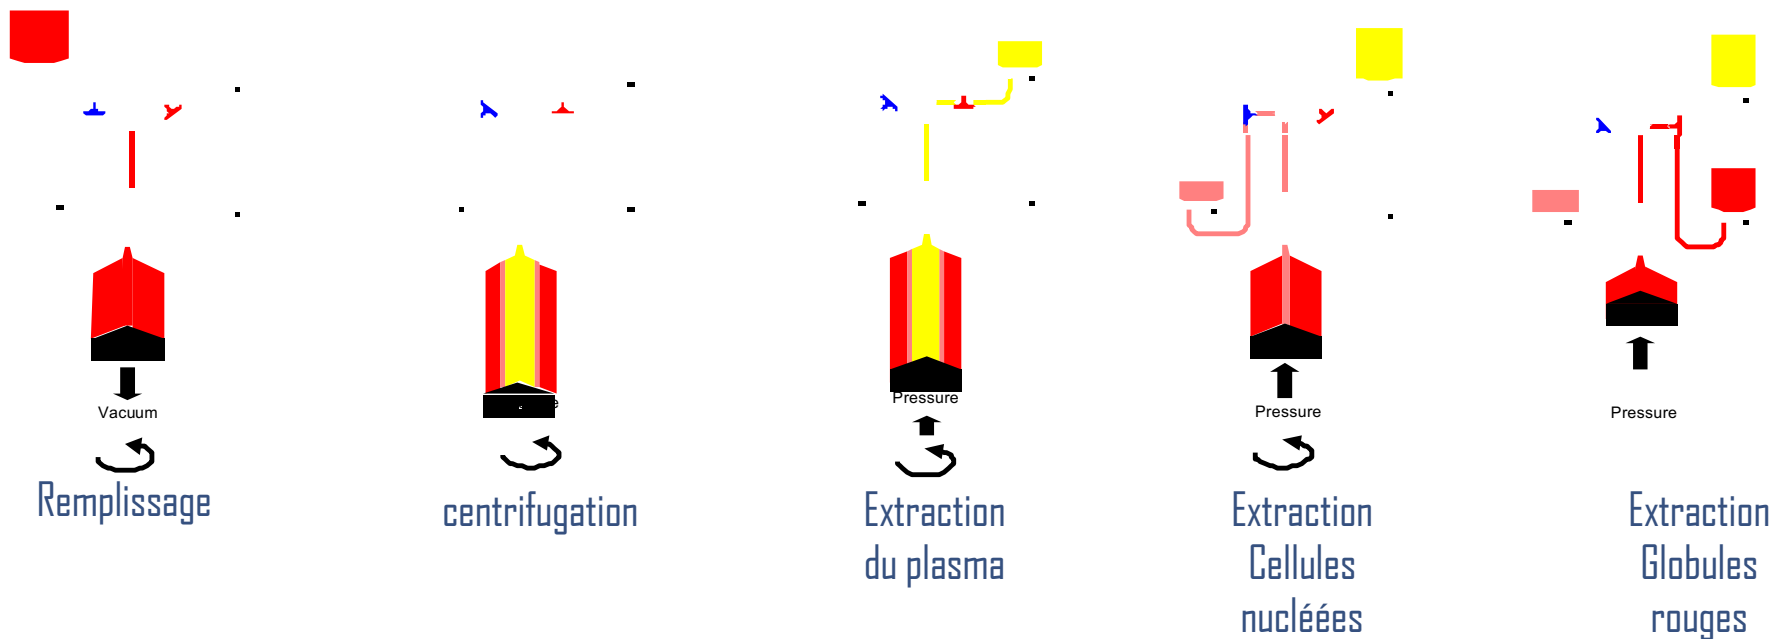 Vacuum
Remplissage
centrifugation
Pressure
Extraction
du plasma
Pressure
Extraction
Cellules
nucléées
Pressure
Extraction
Globules
rouges